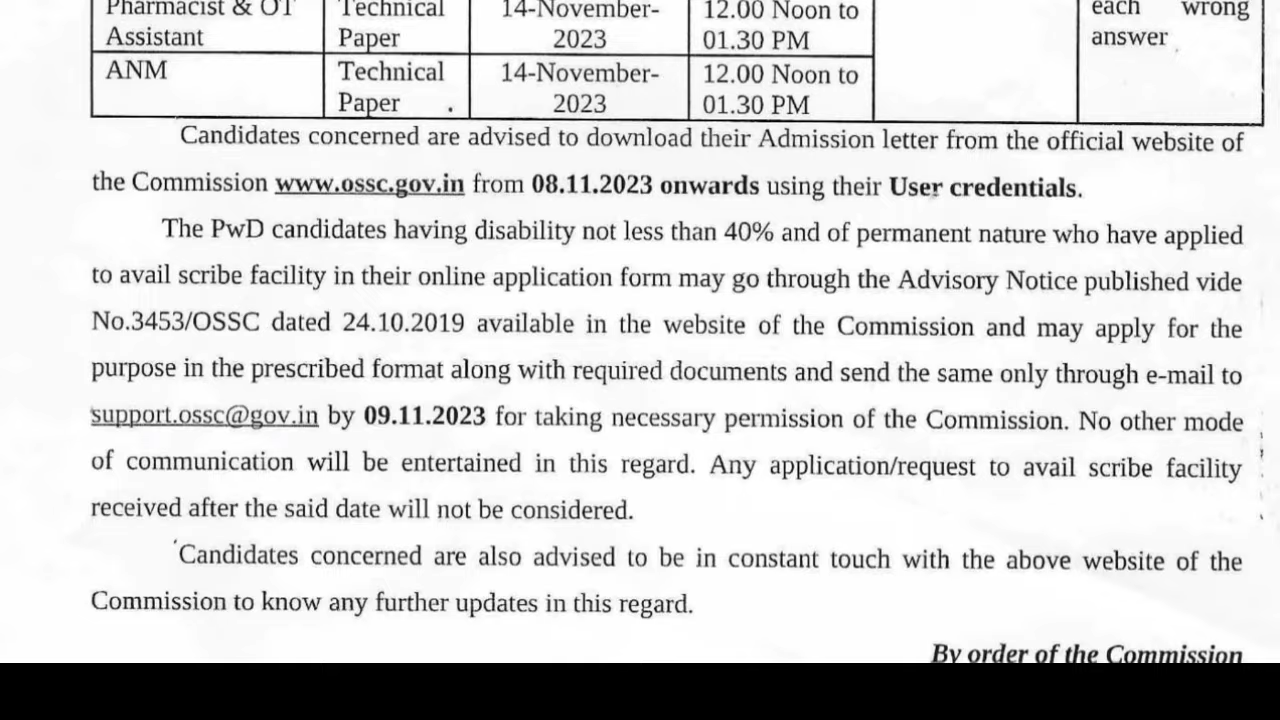 Pharmacist & OT Technical 14-November- 12.00 Noon to each wrong
Assistant Paper 2023 01.30 PM answer
ANM Technical 14-November- 12.00 Noon to
Paper 2023 01.30 PM
Candidates concerned are advised to download their Admission letter from the official website of
the Commission www.ossc.gov.in from 08.11.2023 onwards using their User credentials.
The PwD candidates having disability not less than 40% and of permanent nature who have applied
to avail scribe facility in their online application form may go through the Advisory Notice published vide
No.3453/OSSC dated 24.10.2019 available in the website of the Commission and may apply for the
purpose in the prescribed format along with required documents and send the same only through e-mail to
support.ossc@gov.in by 09.11.2023 for taking necessary permission of the Commission. No other mode
of communication will be entertained in this regard. Any application/request to avail scribe facility
received after the said date will not be considered.
Candidates concerned are also advised to be in constant touch with the above website of the
Commission to know any further updates in this regard.
By order of the Commission